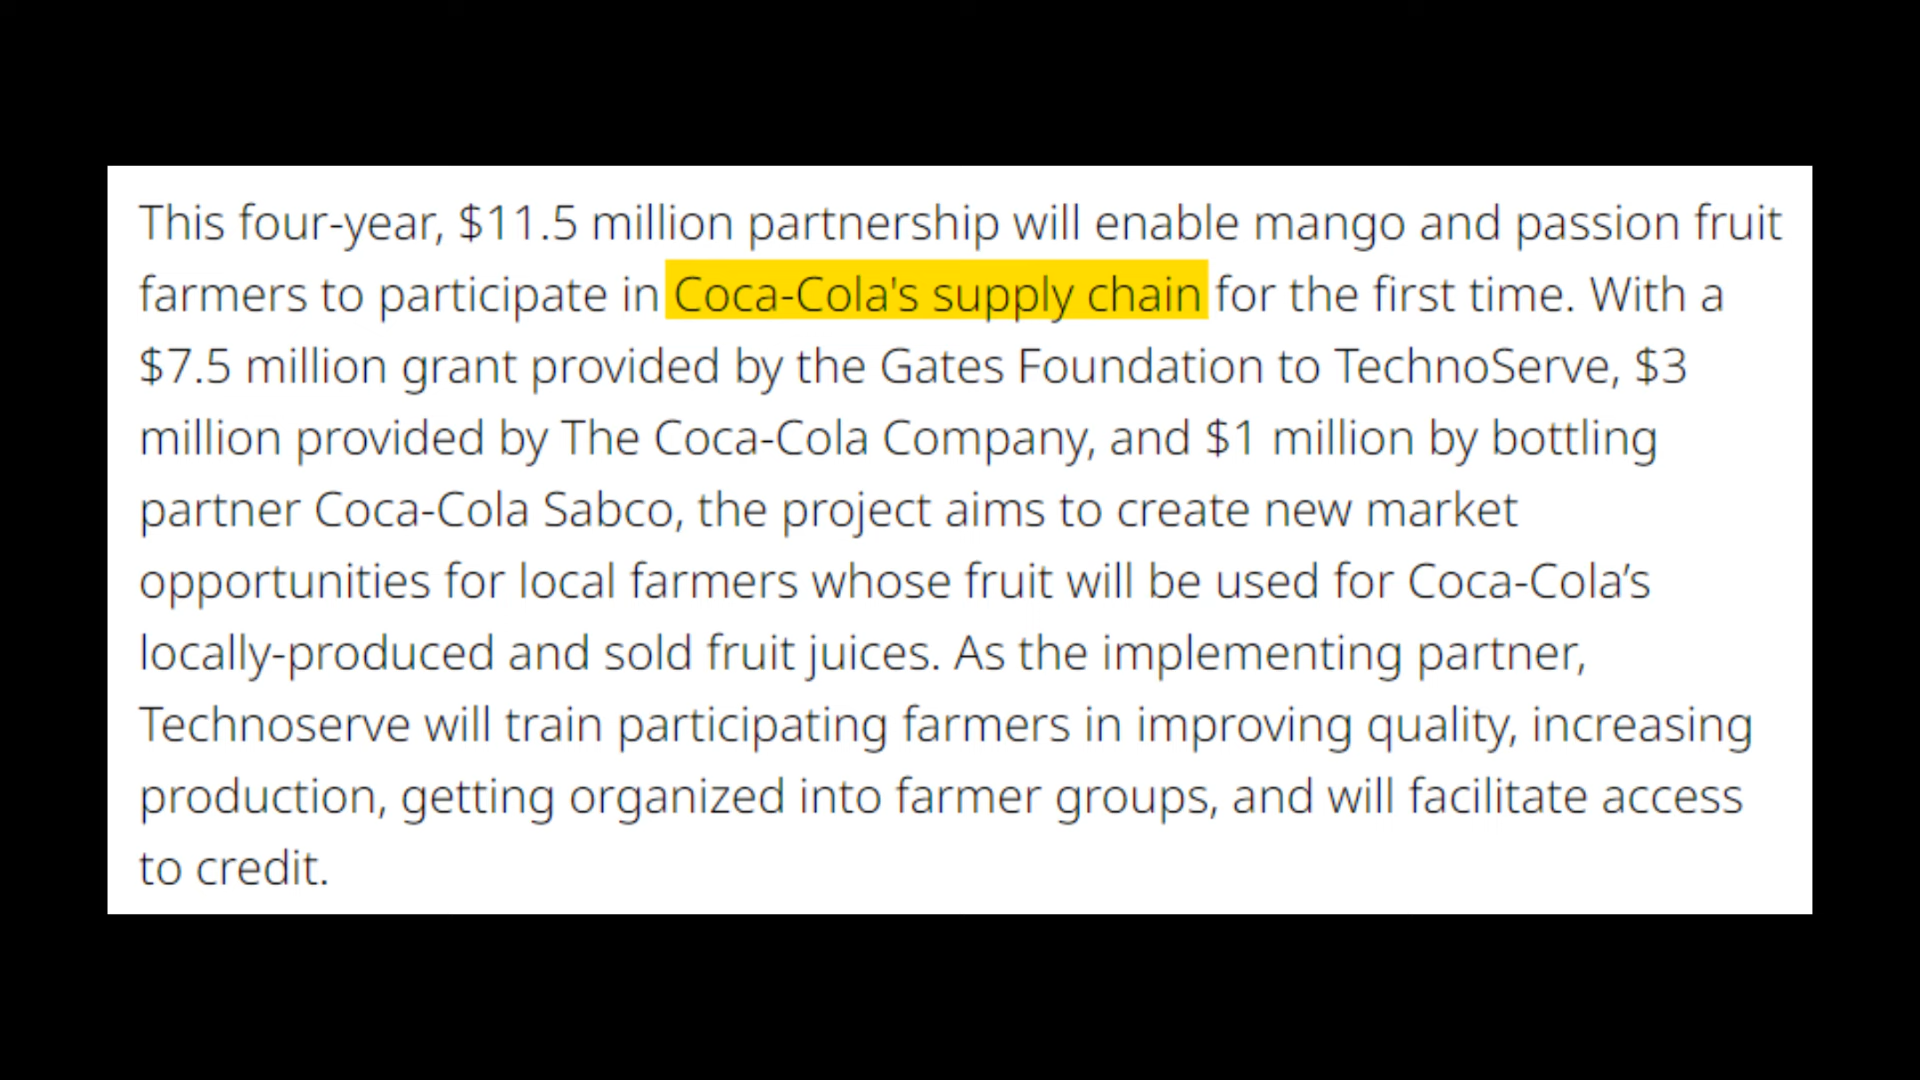 This four-year, $11.5 million partnership will enable mango and passion fruit
farmers to participate in Coca-Cola's supply chain for the first time. With a
$7.5 million grant provided by the Gates Foundation to TechnoServe, $3
million provided by The Coca-Cola Company, and $1 million by bottling
partner Coca-Cola Sabco, the project aims to create new market
opportunities for local farmers whose fruit will be used for Coca-Cola’s
locally-produced and sold fruit juices. As the implementing partner,
Technoserve will train participating farmers in improving quality, increasing
production, getting organized into farmer groups, and will facilitate access
to credit.